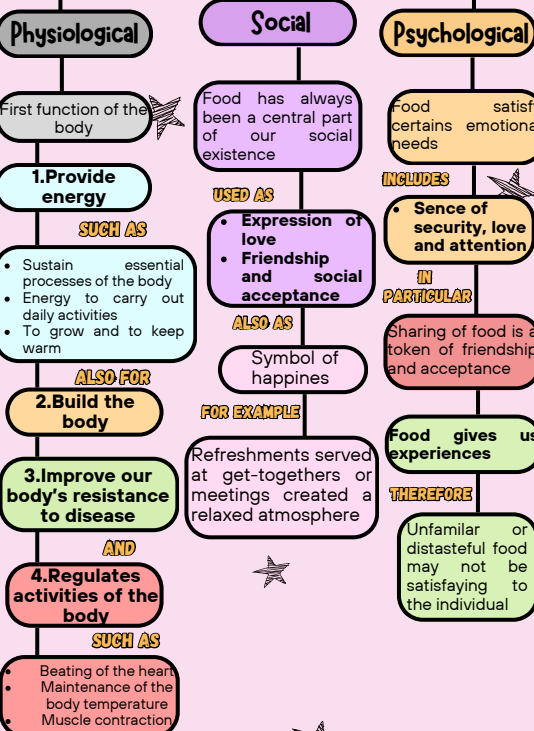 Physiological
First function of the
body
1.Provide
energy
SUCH AS
Sustain essential
processes of the body
Energy to carry out
daily activities
To grow and to keep
warm
ALSO FOR
2.Build the
body
3.Improve our
body's resistance
to disease
AND
4.Regulates
activities of the
body
SUCH AS
Beating of the heart
Maintenance of the
body temperature
Muscle contraction
Social
Food has always
been a central part
of our social
existence
USED AS
Expression of
love
Friendship
and social
acceptance
ALSO AS
Symbol of
happines
FOR EXAMPLE
Refreshments served
at get-togethers or
meetings created a
relaxed atmosphere
Psychological
Food satisf
certains emotiona
needs
INCLUDES
Sence of
security, love
and attention
IN
PARTICULAR
Sharing of food is a
token of friendship
and acceptance
Food gives us
experiences
THEREFORE
Unfamilar or
distasteful food
may not be
satisfaying to
the individual